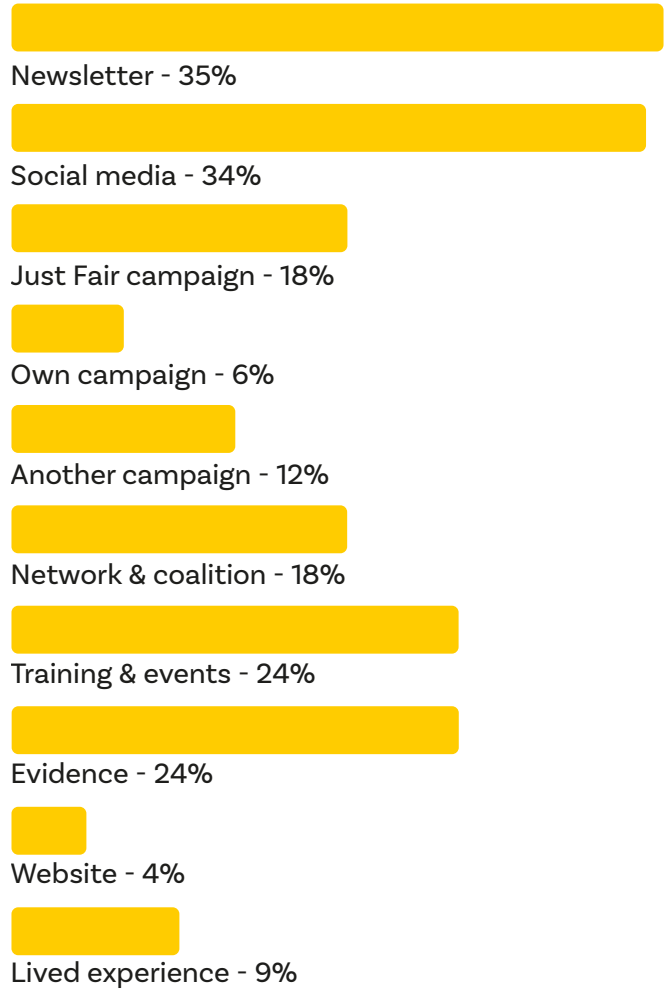 Newsletter - 35%
Social media - 34%
Just Fair campaign - 18%
Own campaign - 6%
Another campaign - 12%
Network & coalition - 18%
Training & events - 24%
Evidence - 24%
Website - 4%
Lived experience - 9%